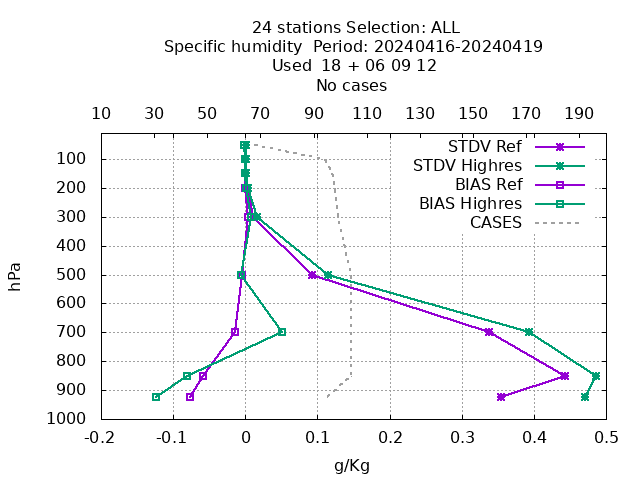 24 stations Selection: ALL
Specific humidity  Period: 20240416-20240419
Used  18 + 06 09 12
No cases
10 30 50 70 90 110 130 150 170 190
STDV Ref
STDV Highres
BIAS Ref
BIAS Highres
CASES
100
200
300
400
500
600
700
800
900
1000
hPa
-0.2 -0.1 0 0.1 0.2 0.3 0.4 0.5
g/Kg